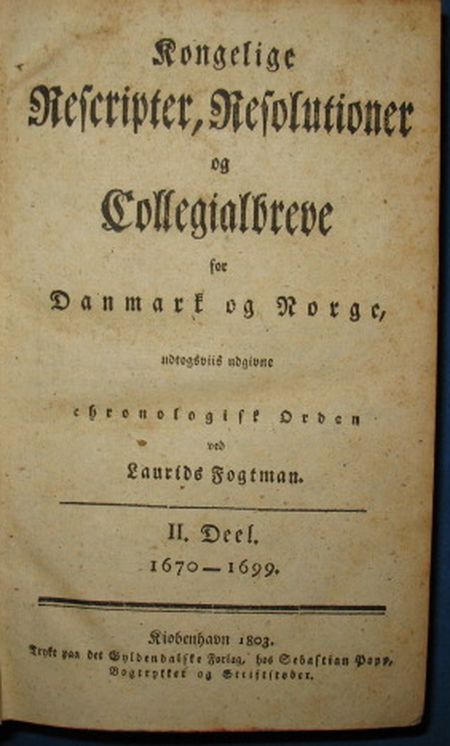 Kongelige
Rescripter, Resolutioner
og
Collegialbreve
for
Danmark og Norge,
udtogsviis udgivne
chronologisk Orden
ved
Laurids Fogtman.
II. Deel.
1670—1699.
Kiøbenhavn 1803.
Trykt paa det Gyldendalske Forlag, hos Sebastian Popp,
Bogtrykker og Skriftstøber.